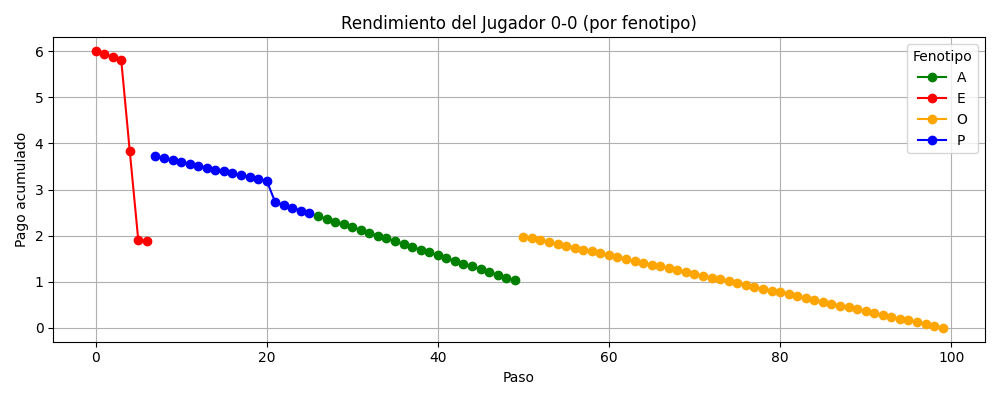 Rendimiento del Jugador 0-0 (por fenotipo)
Pago acumulado
6
5
4
3
2
1
0
Fenotipo
A
E
O
P
0 20 40 60 80 100
Paso